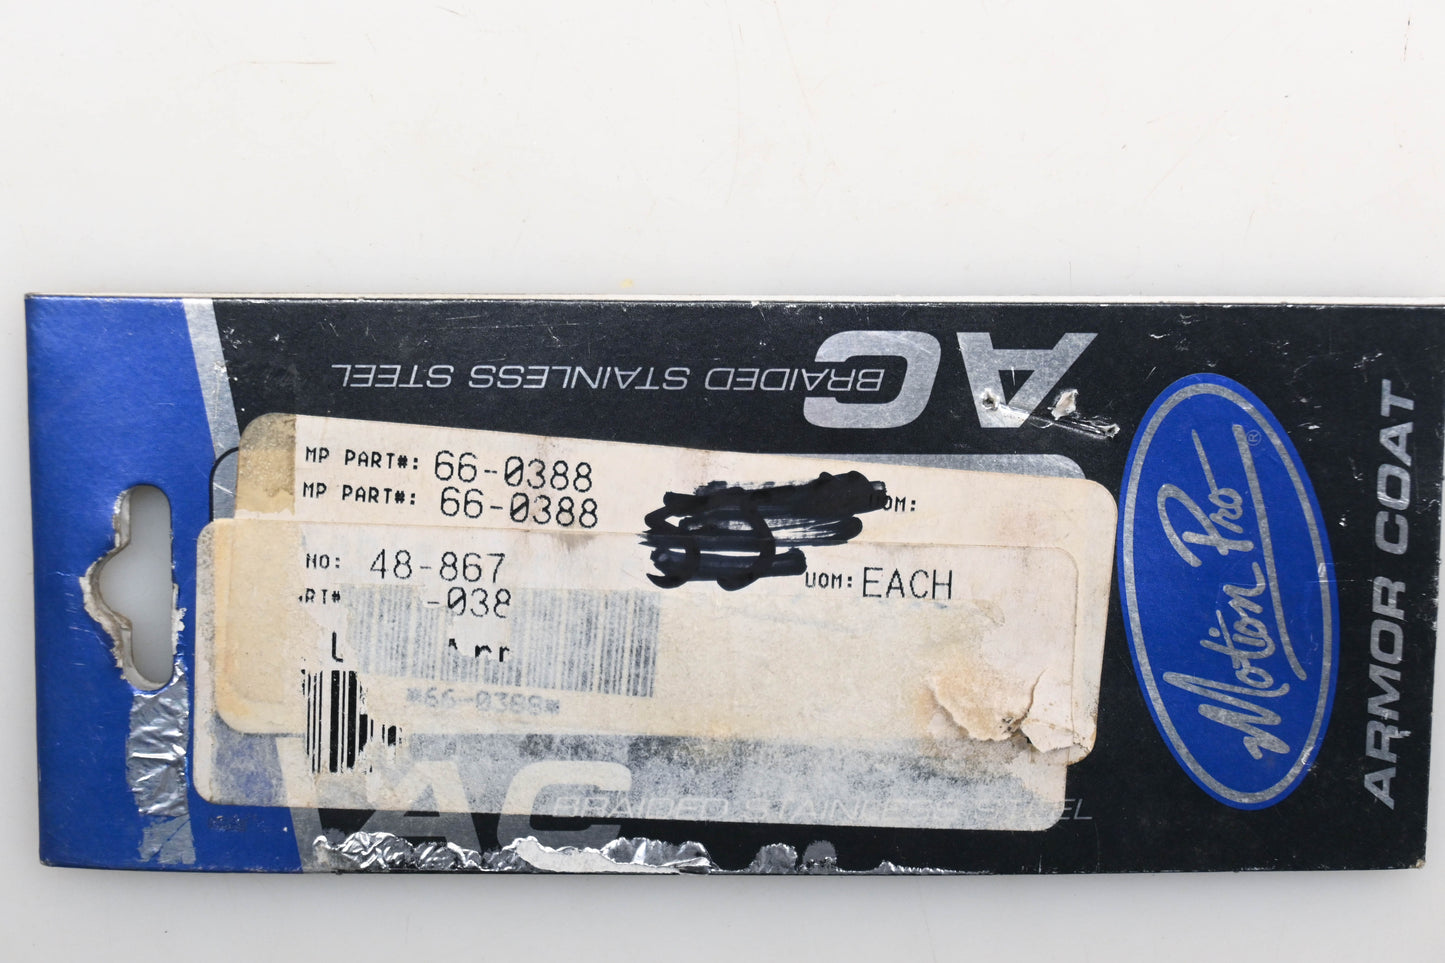 AC
BRAIDED STAINLESS STEEL
MP PART#: 66-0388
MP PART#: 66-0388
UOM:
NO: 48-867
UOM: EACH
RT# -038
*66-0388*
AC
BRAIDED STAINLESS STEEL
Motion Pro®
ARMOR COAT